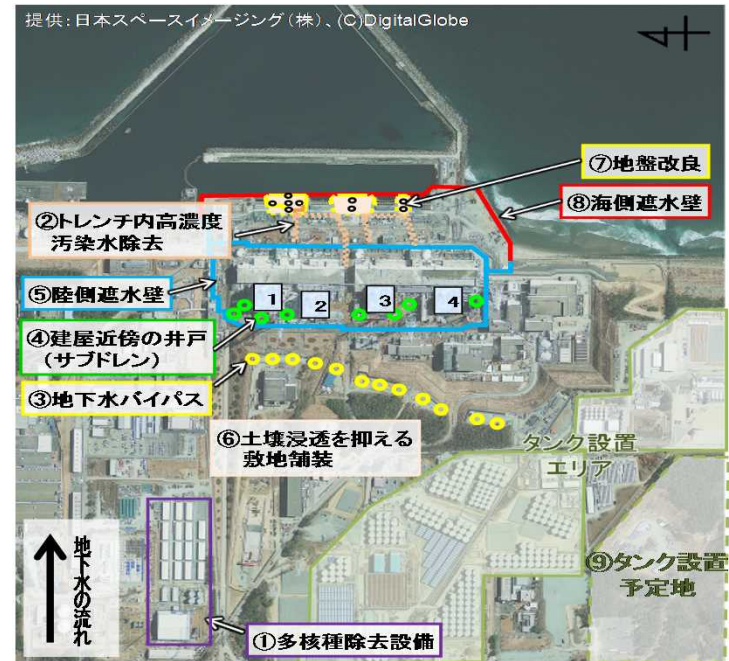 提供:日本スペースイメージング(株)、(C)DigitalGlobe
⑦地盤改良
②トレンチ内高濃度
汚染水除去
⑧海側遮水壁
⑤陸側遮水壁
1
2
3
4
④建屋近傍の井戸
(サブドレン)
③地下水バイパス
⑥土壌浸透を抑える
敷地舗装
タンク設置
エリア
地下水の流れ
⑨タンク設置
予定地
①多核種除去設備